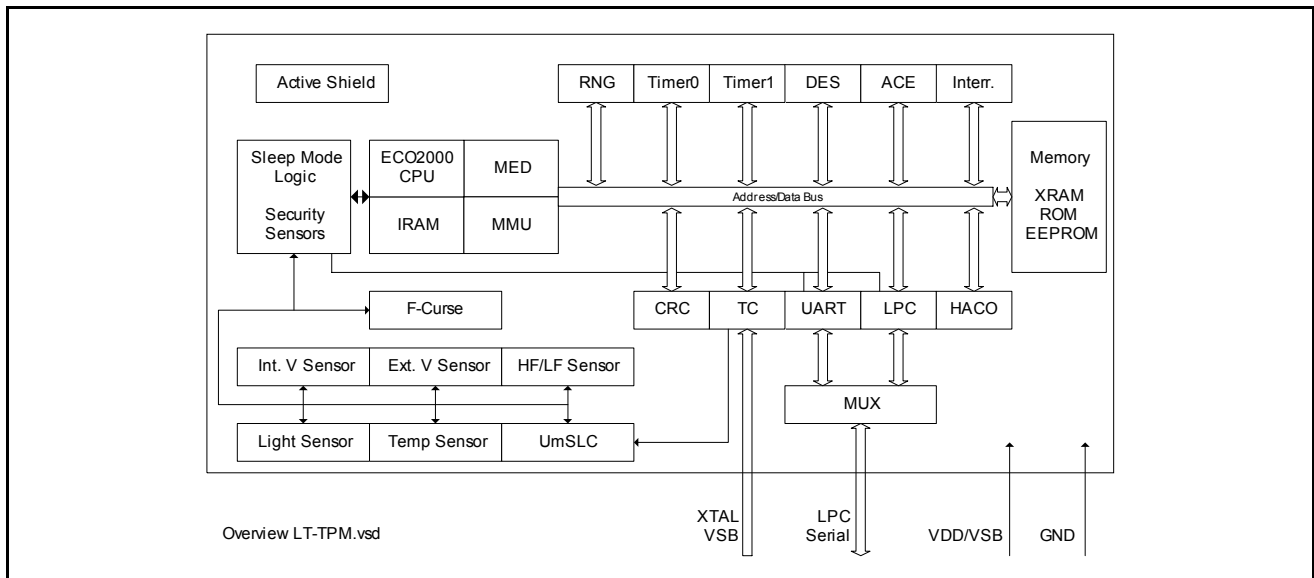 Active Shield
RNG Timer0 Timer1 DES ACE Interr.
Sleep Mode
Logic
Security
Sensors
ECO2000
CPU
MED
IRAM
MMU
Address/Data Bus
Memory
XRAM
ROM
EEPROM
F-Curse
CRC TC UART LPC HACO
Int. V Sensor Ext. V Sensor HF/LF Sensor
MUX
Light Sensor Temp Sensor UmSLC
Overview LT-TPM.vsd
XTAL
VSB
LPC
Serial
VDD/VSB
GND